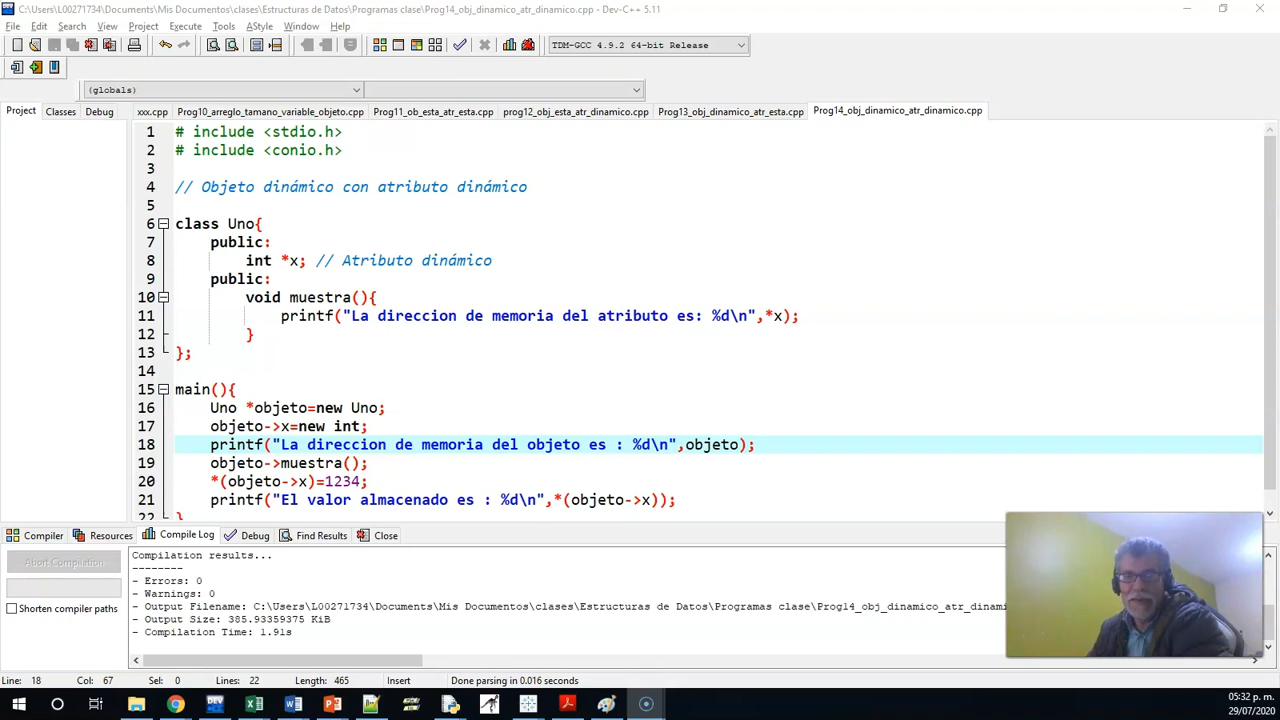 C:\Users\L00271734\Documents\Mis Documentos\clases\Estructuras de Datos\Programas clase\Prog14_obj_dinamico_atr_dinamico.cpp - Dev-C++ 5.11
File Edit Search View Project Execute Tools AStyle Window Help
TDM-GCC 4.9.2 64-bit Release
(globals)
Project Classes Debug xxx.cpp Prog10_arreglo_tamano_variable_objeto.cpp Prog11_ob_esta_atr_esta.cpp prog12_obj_esta_atr_dinamico.cpp Prog13_obj_dinamico_atr_esta.cpp Prog14_obj_dinamico_atr_dinamico.cpp
1 # include <stdio.h>
2 # include <conio.h>
3
4 // Objeto dinámico con atributo dinámico
5
6 class Uno{
7 public:
8 int *x; // Atributo dinámico
9 public:
10 void muestra(){
11 printf("La direccion de memoria del atributo es: %d\n",*x);
12 }
13 };
14
15 main(){
16 Uno *objeto=new Uno;
17 objeto->x=new int;
18 printf("La direccion de memoria del objeto es : %d\n",objeto);
19 objeto->muestra();
20 *(objeto->x)=1234;
21 printf("El valor almacenado es : %d\n",*(objeto->x));
22 }
Compiler Resources Compile Log Debug Find Results Close
Abort Compilation
Shorten compiler paths
Compilation results...
--------
- Errors: 0
- Warnings: 0
- Output Filename: C:\Users\L00271734\Documents\Mis Documentos\clases\Estructuras de Datos\Programas clase\Prog14_obj_dinamico_atr_dinami
- Output Size: 385.93359375 KiB
- Compilation Time: 1.91s
Line: 18 Col: 67 Sel: 0 Lines: 22 Length: 465 Insert Done parsing in 0.016 seconds
05:32 p. m.
29/07/2020